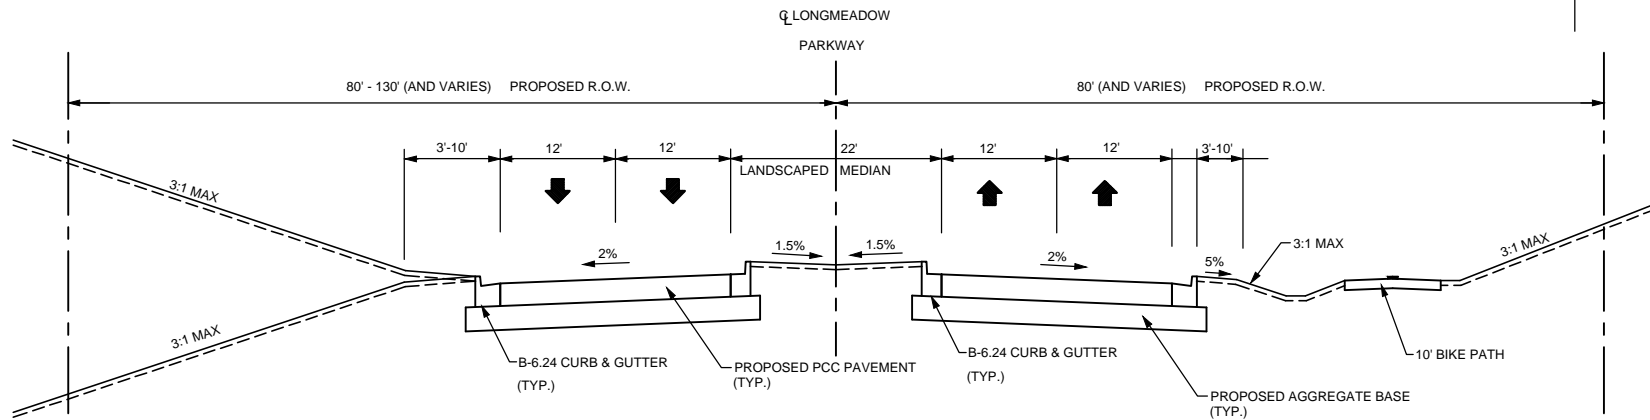 ℄ LONGMEADOW
PARKWAY
80' - 130' (AND VARIES) PROPOSED R.O.W.
80' (AND VARIES) PROPOSED R.O.W.
3'-10'
12'
12'
22'
12'
12'
3'-10'
LANDSCAPED MEDIAN
3:1 MAX
3:1 MAX
3:1 MAX
3:1 MAX
2%
1.5%
1.5%
2%
5%
B-6.24 CURB & GUTTER
(TYP.)
PROPOSED PCC PAVEMENT
(TYP.)
B-6.24 CURB & GUTTER
(TYP.)
10' BIKE PATH
PROPOSED AGGREGATE BASE
(TYP.)